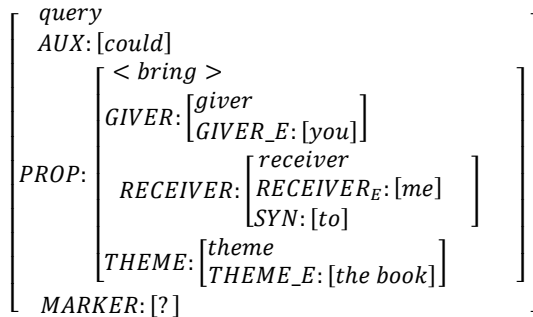 query
AUX: [could]
< bring >
GIVER: [giver
GIVER_E: [you]]
PROP:
RECEIVER: [receiver
RECEIVER_E: [me]
SYN: [to]]
THEME: [theme
THEME_E: [the book]]
MARKER: [? ]